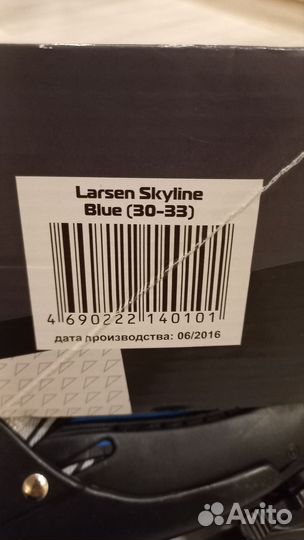 Larsen Skyline
Blue (30-33)
4 690222 140101
дата производства: 06/2016
Avito